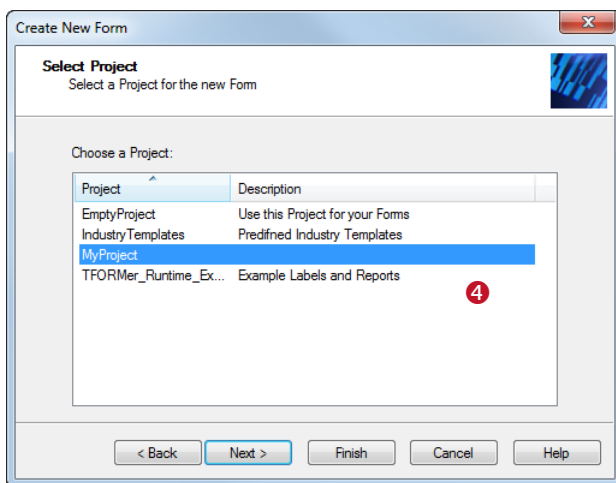 Create New Form
Select Project
Select a Project for the new Form
Choose a Project:
Project Description
EmptyProject Use this Project for your Forms
IndustryTemplates Predifned Industry Templates
MyProject
TFORMer_Runtime_Ex... Example Labels and Reports
4
< Back Next > Finish Cancel Help